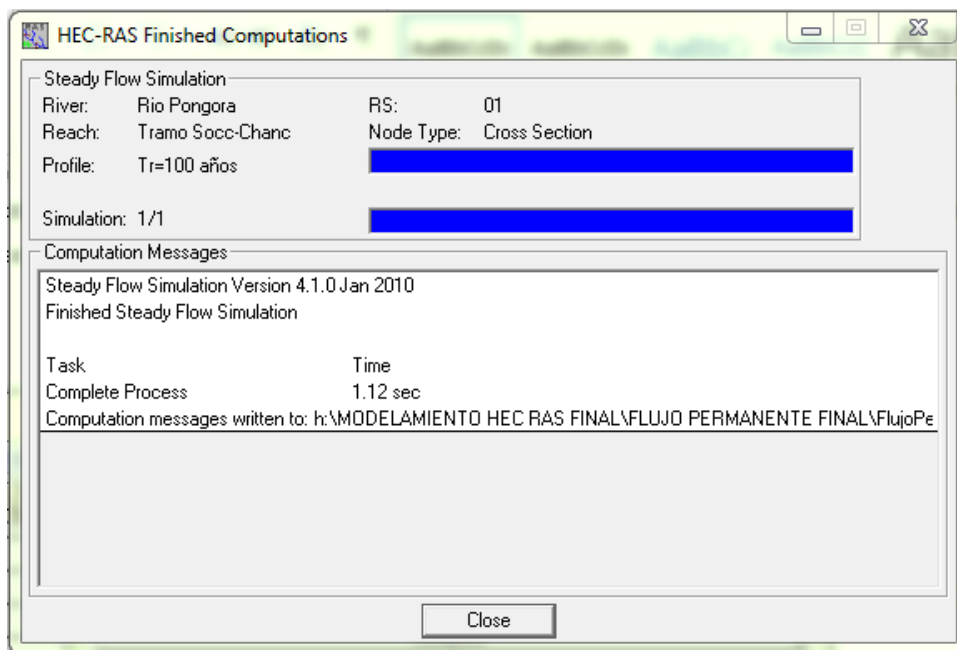 HEC-RAS Finished Computations
Steady Flow Simulation
River: Rio Pongora RS: 01
Reach: Tramo Socc-Chanc Node Type: Cross Section
Profile: Tr=100 años
Simulation: 1/1
Computation Messages
Steady Flow Simulation Version 4.1.0 Jan 2010
Finished Steady Flow Simulation
Task Time
Complete Process 1.12 sec
Computation messages written to: h:\MODELAMIENTO HEC RAS FINAL\FLUJO PERMANENTE FINAL\FlujoPe
Close